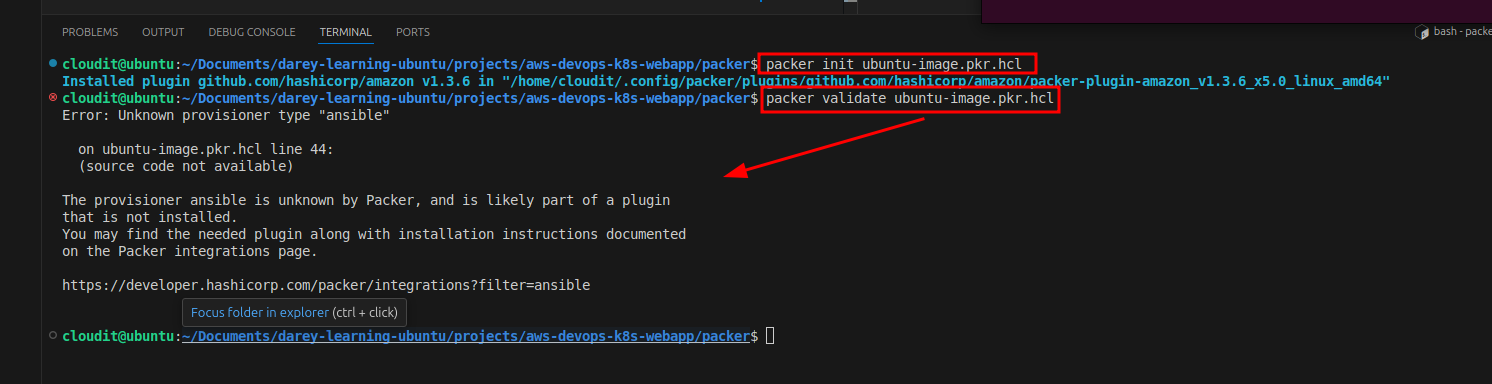 PROBLEMS OUTPUT DEBUG CONSOLE TERMINAL PORTS
bash - packe
cloudit@ubuntu:~/Documents/darey-learning-ubuntu/projects/aws-devops-k8s-webapp/packer$ packer init ubuntu-image.pkr.hcl
Installed plugin github.com/hashicorp/amazon v1.3.6 in "/home/cloudit/.config/packer/plugins/github.com/hashicorp/amazon/packer-plugin-amazon_v1.3.6_x5.0_linux_amd64"
cloudit@ubuntu:~/Documents/darey-learning-ubuntu/projects/aws-devops-k8s-webapp/packer$ packer validate ubuntu-image.pkr.hcl
Error: Unknown provisioner type "ansible"
on ubuntu-image.pkr.hcl line 44:
(source code not available)
The provisioner ansible is unknown by Packer, and is likely part of a plugin
that is not installed.
You may find the needed plugin along with installation instructions documented
on the Packer integrations page.
https://developer.hashicorp.com/packer/integrations?filter=ansible
Focus folder in explorer (ctrl + click)
cloudit@ubuntu:~/Documents/darey-learning-ubuntu/projects/aws-devops-k8s-webapp/packer$